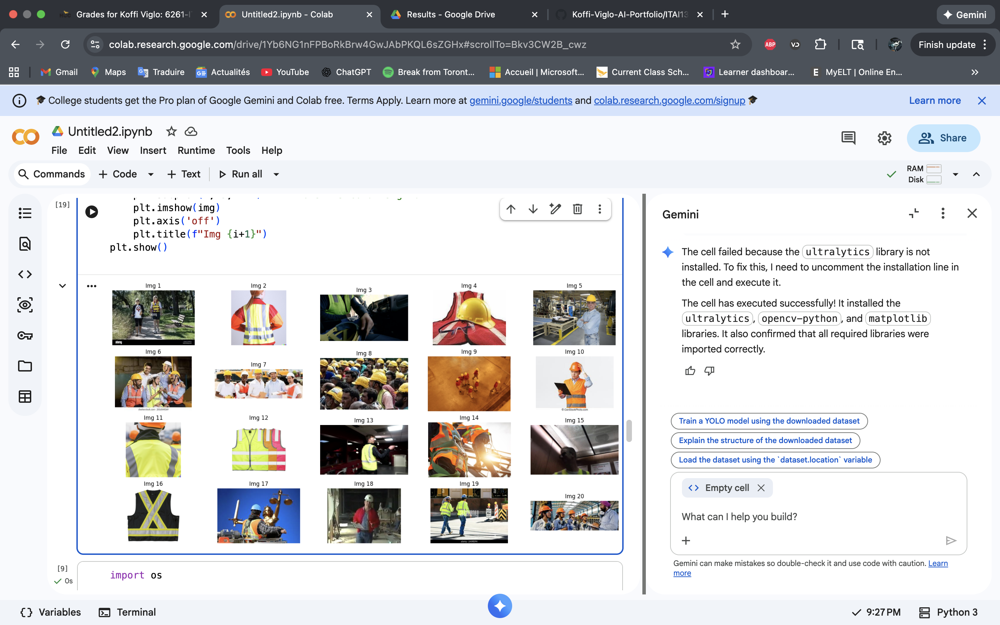 Grades for Koffi Viglo: 6261-I
Untitled2.ipynb - Colab
Results - Google Drive
Koffi-Viglo-AI-Portfolio/ITAI13
Gemini
colab.research.google.com/drive/1Yb6NG1nFPBoRkBrw4GwJAbPKQL6sZGHx#scrollTo=Bkv3CW2B_cwz
ABP
VD
Finish update
Gmail
Maps
Traduire
Actualités
YouTube
ChatGPT
Break from Toront...
Accueil | Microsoft...
Current Class Sch...
Learner dashboar...
E
MyELT | Online En...
College students get the Pro plan of Google Gemini and Colab free. Terms Apply. Learn more at gemini.google/students and colab.research.google.com/signup
Learn more
Untitled2.ipynb
File Edit View Insert Runtime Tools Help
Share
Commands
+ Code
+ Text
Run all
RAM
Disk
[19]
plt.imshow(img)
plt.axis('off')
plt.title(f"Img {i+1}")
plt.show()
Img 1
Img 2
Img 3
Img 4
Img 5
alamy
Img 6
Img 7
Img 8
Img 9
Img 10
© CanStockPhoto.com
Img 11
Img 12
Img 13
Img 14
Img 15
Img 16
Img 17
Img 18
Img 19
Img 20
[9]
0s
import os
Gemini
The cell failed because the ultralytics library is not
installed. To fix this, I need to uncomment the installation line in
the cell and execute it.
The cell has executed successfully! It installed the
ultralytics, opencv-python, and matplotlib
libraries. It also confirmed that all required libraries were
imported correctly.
Train a YOLO model using the downloaded dataset
Explain the structure of the downloaded dataset
Load the dataset using the `dataset.location` variable
Empty cell
What can I help you build?
Gemini can make mistakes so double-check it and use code with caution. Learn
more
Variables
Terminal
9:27 PM
Python 3